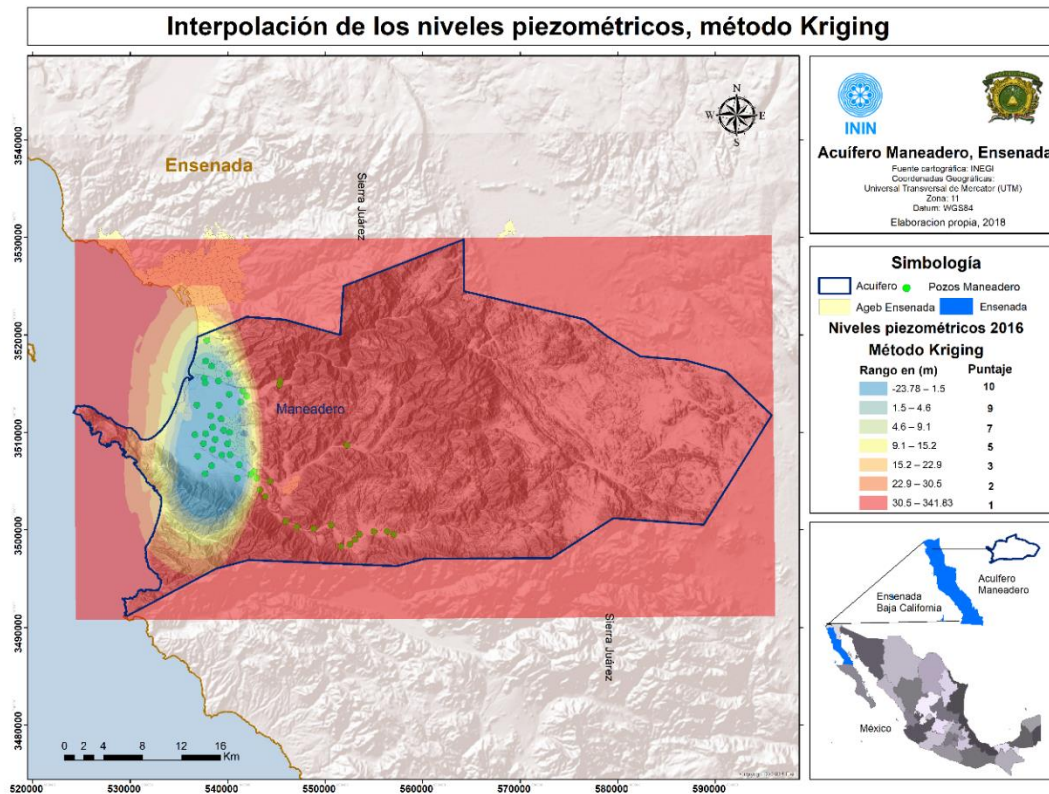 Interpolación de los niveles piezométricos, método Kriging
Ensenada
Sierra Juárez
Maneadero
Sierra Juárez
N
W
E
S
3540000
3530000
3520000
3510000
3500000
3490000
3480000
0 2 4 8 12 16
Km
520000 530000 540000 550000 560000 570000 580000 590000
ININ
Acuífero Maneadero, Ensenada
Fuente cartográfica: INEGI
Coordenadas Geográficas:
Universal Transversal de Mercator (UTM)
Zona: 11
Datum: WGS84
Elaboracion propia, 2018
Simbología
Acuífero Pozos Maneadero
Ageb Ensenada Ensenada
Niveles piezométricos 2016
Método Kriging
Rango en (m) Puntaje
-23.78 – 1.5 10
1.5 – 4.6 9
4.6 – 9.1 7
9.1 – 15.2 5
15.2 – 22.9 3
22.9 – 30.5 2
30.5 – 341.83 1
Ensenada
Baja California
Acuífero
Maneadero
México